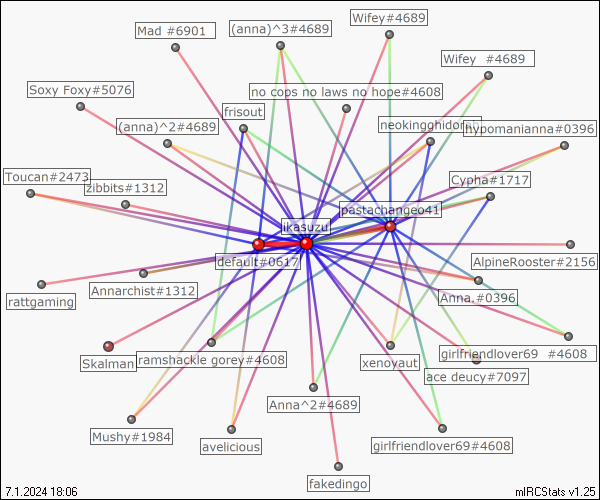 Mad #6901
(anna)^3#4689
Wifey#4689
Wifey  #4689
Soxy Foxy#5076
no cops no laws no hope#4608
frisout
(anna)^2#4689
hypomanianna#0396
Toucan#2473
zibbits#1312
Cypha#1717
ikasuzu
pastachangeo41
default#0617
AlpineRooster#2156
rattgaming
Annarchist#1312
Anna.#0396
Skalman
ramshackle gorey#4608
xenoyaut
girlfriendlover69  #4608
ace deucy#7097
Anna^2#4689
Mushy#1984
avelicious
girlfriendlover69#4608
fakedingo
7.1.2024 18:06
mIRCStats v1.25